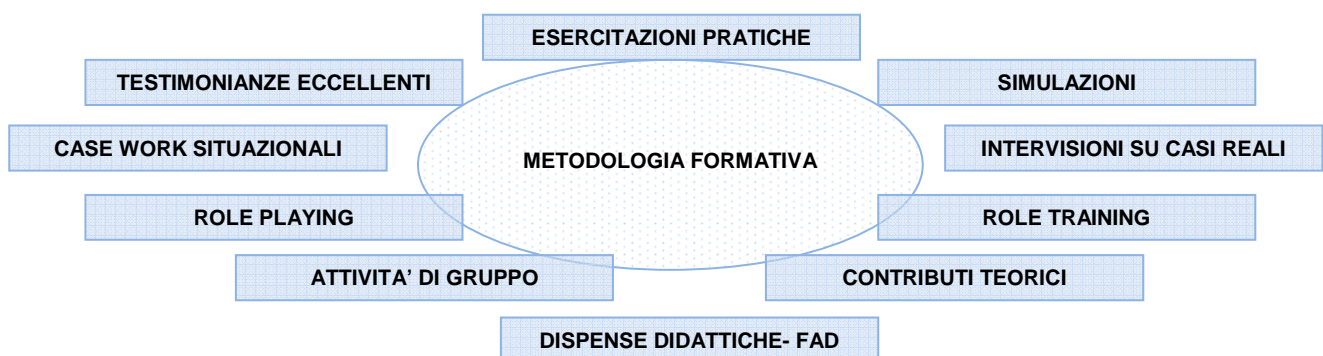 ESERCITAZIONI PRATICHE
TESTIMONIANZE ECCELLENTI
SIMULAZIONI
CASE WORK SITUAZIONALI
METODOLOGIA FORMATIVA
INTERVISIONI SU CASI REALI
ROLE PLAYING
ROLE TRAINING
ATTIVITA’ DI GRUPPO
CONTRIBUTI TEORICI
DISPENSE DIDATTICHE- FAD